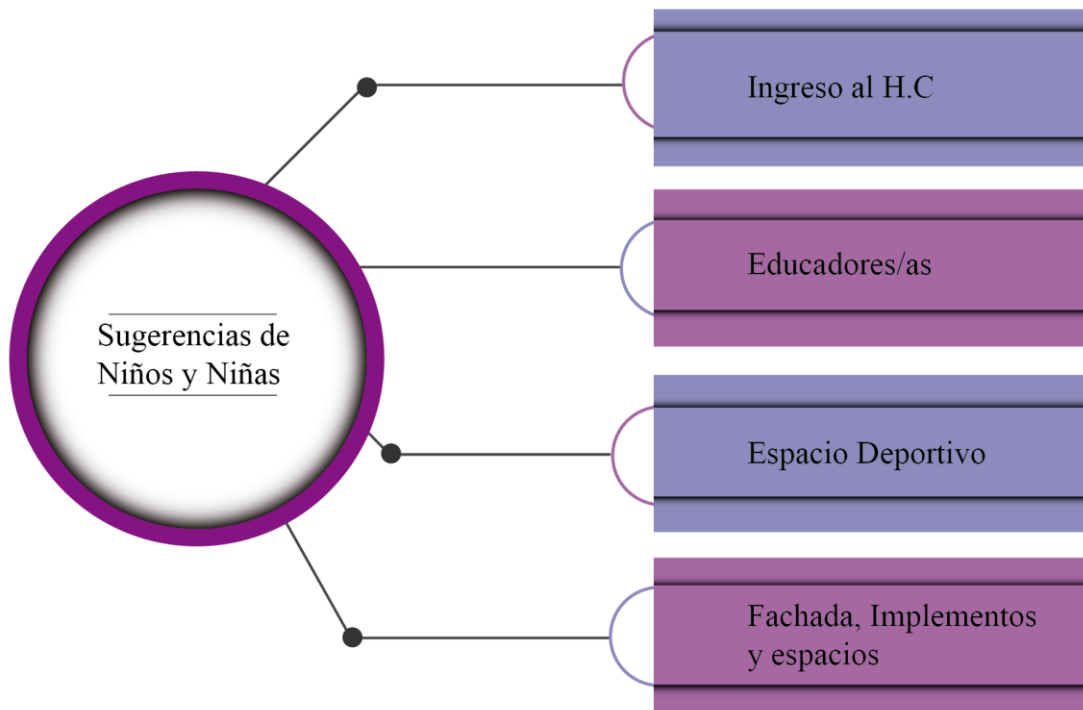 Sugerencias de
Niños y Niñas
Ingreso al H.C
Educadores/as
Espacio Deportivo
Fachada, Implementos
y espacios